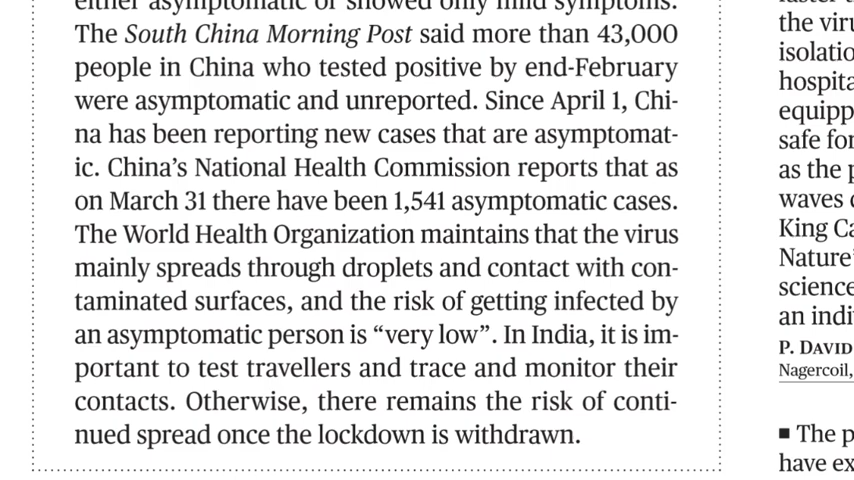 either asymptomatic or showed only mild symptoms.
The South China Morning Post said more than 43,000
people in China who tested positive by end-February
were asymptomatic and unreported. Since April 1, Chi-
na has been reporting new cases that are asymptomat-
ic. China’s National Health Commission reports that as
on March 31 there have been 1,541 asymptomatic cases.
The World Health Organization maintains that the virus
mainly spreads through droplets and contact with con-
taminated surfaces, and the risk of getting infected by
an asymptomatic person is “very low”. In India, it is im-
portant to test travellers and trace and monitor their
contacts. Otherwise, there remains the risk of conti-
nued spread once the lockdown is withdrawn.
the viru
isolatio
hospita
equipp
safe for
as the p
waves
King Ca
Nature'
science
an indi
P. DAVID
Nagercoil,
■ The p
have ex